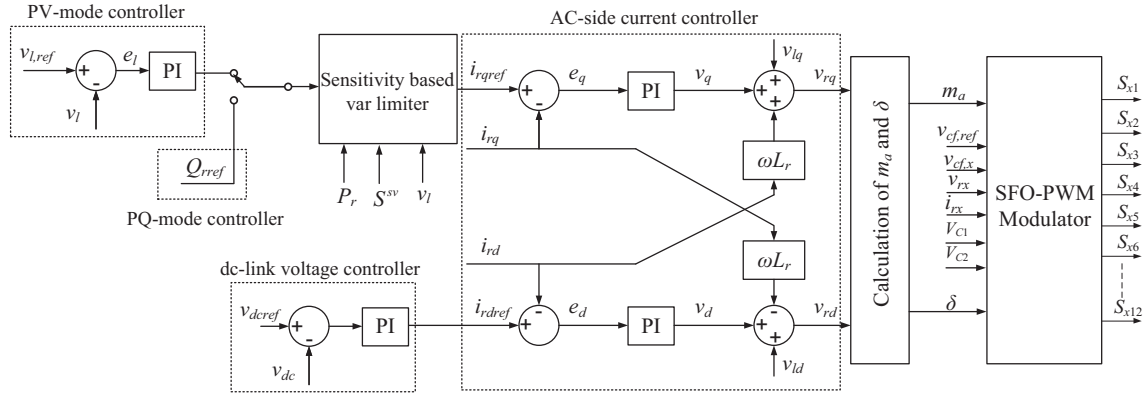 PV-mode controller
AC-side current controller
v_{l,ref}
+
-
e_l
PI
v_l
Q_{rref}
PQ-mode controller
Sensitivity based
var limiter
P_r
S^{sv}
v_l
i_{rqref}
+
-
e_q
PI
v_q
v_{lq}
+
+
+
v_{rq}
i_{rq}
ωL_r
i_{rd}
ωL_r
dc-link voltage controller
v_{dcref}
+
-
PI
v_{dc}
i_{rdref}
+
-
e_d
PI
v_d
+
-
+
v_{rd}
v_{ld}
Calculation of m_a and δ
m_a
v_{cf,ref}
v_{cf,x}
v_{rx}
i_{rx}
V_{C1}
V_{C2}
δ
SFO-PWM
Modulator
S_{x1}
S_{x2}
S_{x3}
S_{x4}
S_{x5}
S_{x6}
S_{x12}